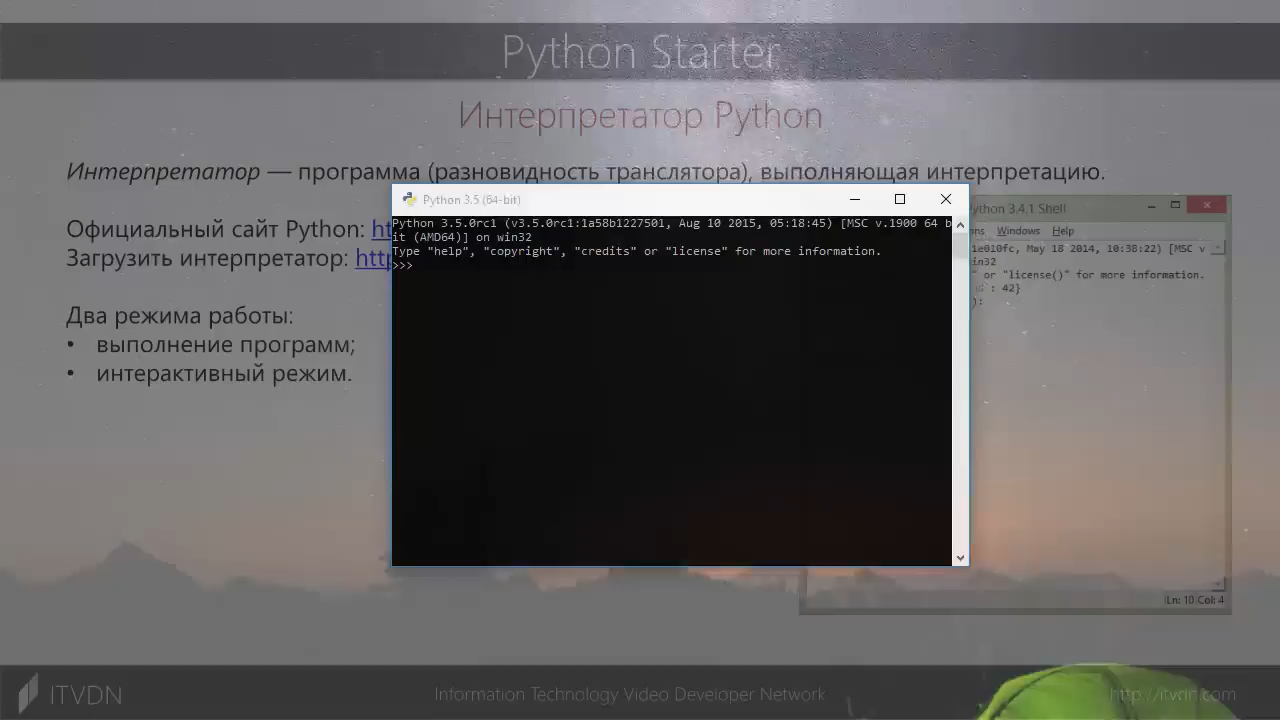 Python Starter
Интерпретатор Python
Интерпретатор — программа (разновидность транслятора), выполняющая интерпретацию.
Официальный сайт Python: ht
Загрузить интерпретатор: http
Два режима работы:
• выполнение программ;
• интерактивный режим.
Python 3.5 (64-bit)
Python 3.5.0rc1 (v3.5.0rc1:1a58b1227501, Aug 10 2015, 05:18:45) [MSC v.1900 64 b
it (AMD64)] on win32
Type "help", "copyright", "credits" or "license" for more information.
>>>
ython 3.4.1 Shell
ons Windows Help
1e010fc, May 18 2014, 10:38:22) [MSC v
in32
" or "license()" for more information.
: 42}
):
Ln: 10 Col: 4
ITVDN
Information Technology Video Developer Network
http://itvdn.com